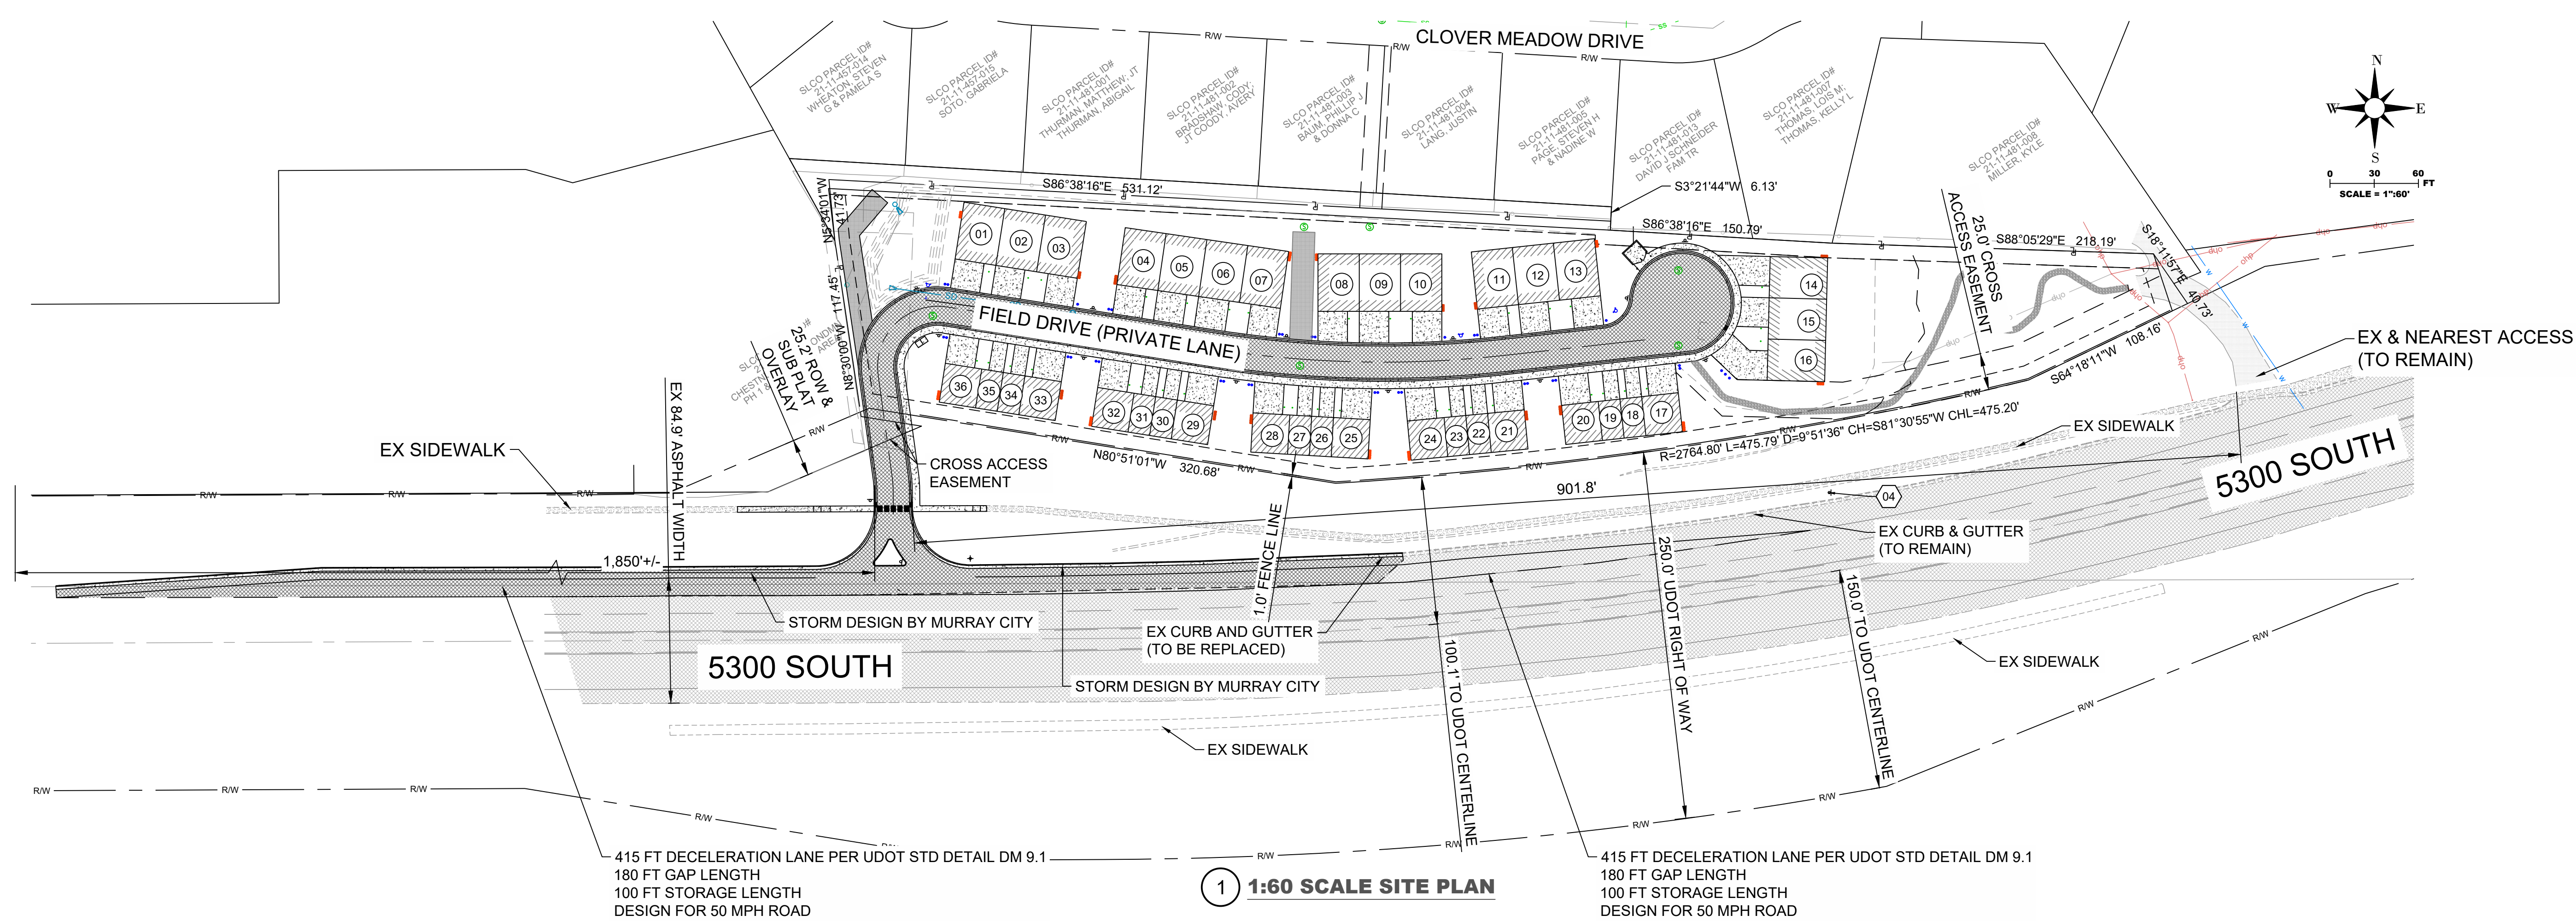 CLOVER MEADOW DRIVE
R/W
R/W
R/W
SS
SLCO PARCEL ID#
21-11-457-014
WHEATON, STEVEN
G & PAMELA S
SLCO PARCEL ID#
21-11-457-015
SOTO, GABRIELA
SLCO PARCEL ID#
21-11-481-001
THURMAN, MATTHEW; JT
THURMAN, ABIGAIL
SLCO PARCEL ID#
21-11-481-002
BRADSHAW, CODY;
JT COODY, AVERY
SLCO PARCEL ID#
21-11-481-003
BAUM, PHILLIP J
& DONNA C
SLCO PARCEL ID#
21-11-481-004
LANG, JUSTIN
SLCO PARCEL ID#
21-11-481-005
PAGE, STEVEN H
& NADINE W
SLCO PARCEL ID#
21-11-481-013
DAVID J SCHNEIDER
FAM TR
SLCO PARCEL ID#
21-11-481-007
THOMAS, LOIS M;
THOMAS, KELLY L
SLCO PARCEL ID#
21-11-481-008
MILLER, KYLE
N
W
E
S
0 30 60
FT
SCALE = 1":60'
S86°38'16"E 531.12'
S3°21'44"W 6.13'
S86°38'16"E 150.79'
S88°05'29"E 218.19'
S18°11'57"E 40.73'
25.0' CROSS
ACCESS EASEMENT
N5°34'01"W
41.73'
N8°30'00"W 147.45'
01
02
03
04
05
06
07
08
09
10
11
12
13
14
15
16
FIELD DRIVE (PRIVATE LANE)
SD
36
35
34
33
32
31
30
29
28
27
26
25
24
23
22
21
20
19
18
17
25.2' ROW &
SUB PLAT
OVERLAY
EX 84.9' ASPHALT WIDTH
EX SIDEWALK
CROSS ACCESS
EASEMENT
N80°51'01"W 320.68'
R=2764.80' L=475.79' D=9°51'36" CH=S81°30'55"W CHL=475.20'
S64°18'11"W 108.16'
EX & NEAREST ACCESS
(TO REMAIN)
ohp
ohp
ohp
ohp
w
w
w
EX SIDEWALK
5300 SOUTH
901.8'
04
EX CURB & GUTTER
(TO REMAIN)
R/W
R/W
R/W
R/W
R/W
R/W
R/W
1,850'+/-
1.0' FENCE LINE
250.0' UDOT RIGHT OF WAY
150.0' TO UDOT CENTERLINE
100.1' TO UDOT CENTERLINE
STORM DESIGN BY MURRAY CITY
EX CURB AND GUTTER
(TO BE REPLACED)
5300 SOUTH
STORM DESIGN BY MURRAY CITY
EX SIDEWALK
EX SIDEWALK
R/W
R/W
R/W
R/W
R/W
R/W
R/W
R/W
R/W
R/W
415 FT DECELERATION LANE PER UDOT STD DETAIL DM 9.1
180 FT GAP LENGTH
100 FT STORAGE LENGTH
DESIGN FOR 50 MPH ROAD
1
1:60 SCALE SITE PLAN
415 FT DECELERATION LANE PER UDOT STD DETAIL DM 9.1
180 FT GAP LENGTH
100 FT STORAGE LENGTH
DESIGN FOR 50 MPH ROAD